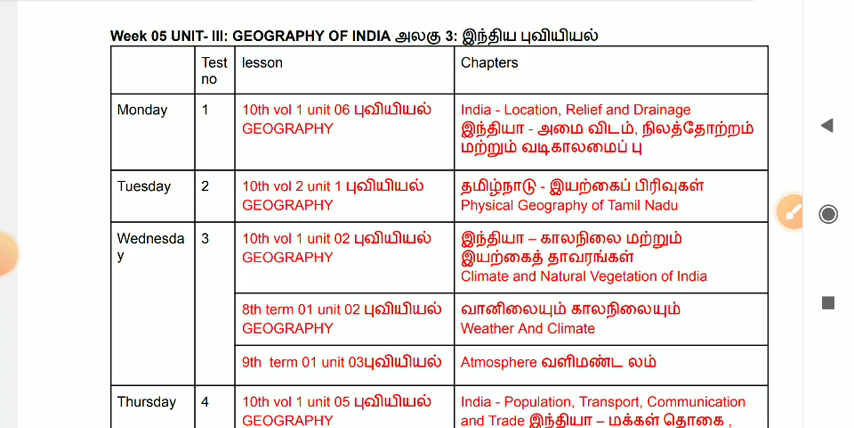 Week 05 UNIT- III: GEOGRAPHY OF INDIA அலகு 3: இந்திய புவியியல்
Test no lesson Chapters
Monday 1 10th vol 1 unit 06 புவியியல் GEOGRAPHY
India - Location, Relief and Drainage
இந்தியா - அமை விடம், நிலத்தோற்றம்
மற்றும் வடிகாலமைப் பு
Tuesday 2 10th vol 2 unit 1 புவியியல் GEOGRAPHY
தமிழ்நாடு - இயற்கைப் பிரிவுகள்
Physical Geography of Tamil Nadu
Wednesday 3 10th vol 1 unit 02 புவியியல் GEOGRAPHY
இந்தியா – காலநிலை மற்றும்
இயற்கைத் தாவரங்கள்
Climate and Natural Vegetation of India
8th term 01 unit 02 புவியியல் GEOGRAPHY
வானிலையும் காலநிலையும்
Weather And Climate
9th term 01 unit 03புவியியல் Atmosphere வளிமண்ட லம்
Thursday 4 10th vol 1 unit 05 புவியியல் GEOGRAPHY
India - Population, Transport, Communication
and Trade இந்தியா – மக்கள் தொகை ,